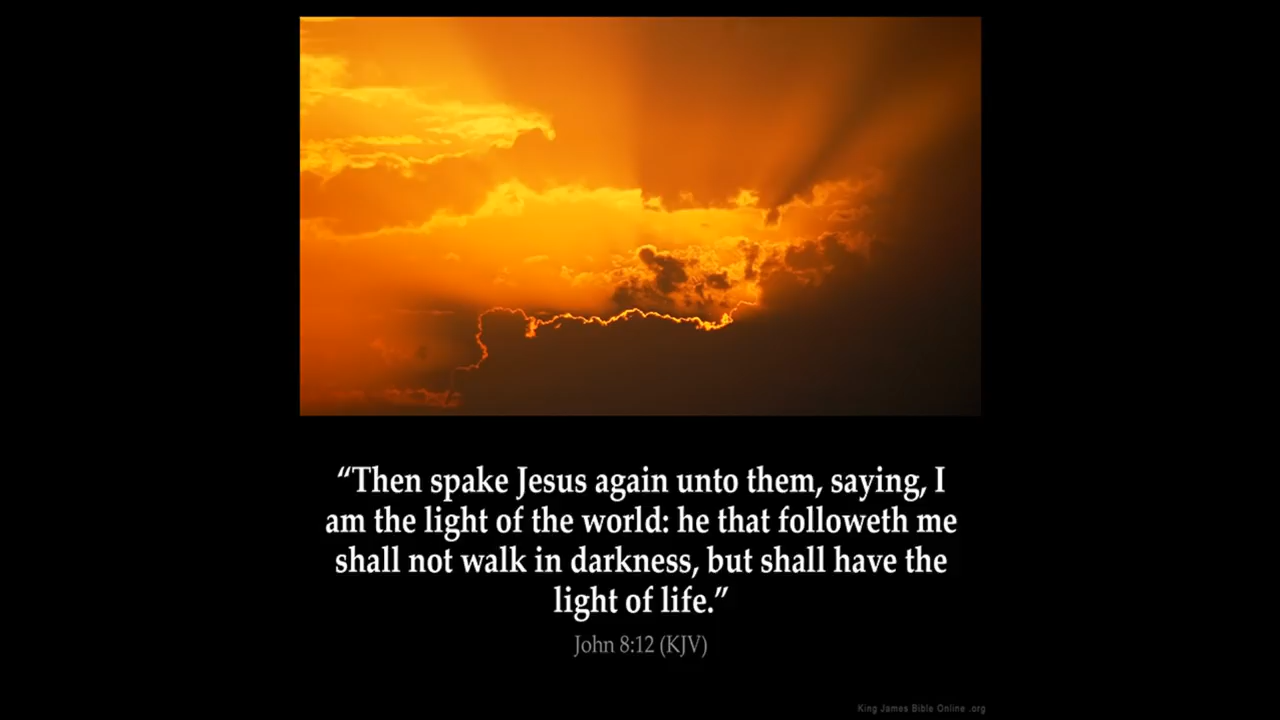 “Then spake Jesus again unto them, saying, I
am the light of the world: he that followeth me
shall not walk in darkness, but shall have the
light of life.”
John 8:12 (KJV)
King James Bible Online .org